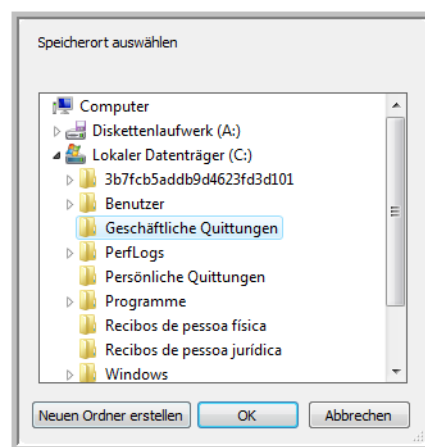 Speicherort auswählen
Computer
Diskettenlaufwerk (A:)
Lokaler Datenträger (C:)
3b7fcb5addb9d4623fd3d101
Benutzer
Geschäftliche Quittungen
PerfLogs
Persönliche Quittungen
Programme
Recibos de pessoa física
Recibos de pessoa jurídica
Windows
Neuen Ordner erstellen OK Abbrechen